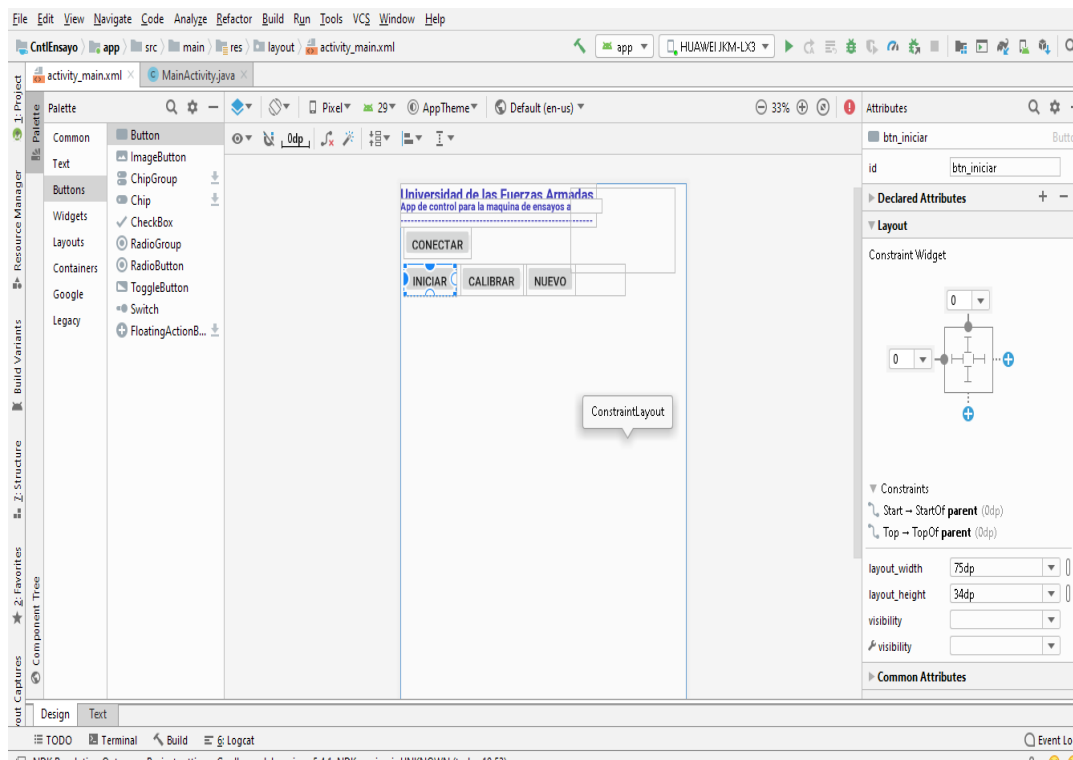 File Edit View Navigate Code Analyze Refactor Build Run Tools VCS Window Help
CntlEnsayo app src main res layout activity_main.xml app HUAWEI JKM-LX3
activity_main.xml MainActivity.java
1: Project
Resource Manager
Build Variants
7: Structure
2: Favorites
Captures
Palette
Component Tree
Palette
Common
Text
Buttons
Widgets
Layouts
Containers
Google
Legacy
Button
ImageButton
ChipGroup
Chip
CheckBox
RadioGroup
RadioButton
ToggleButton
Switch
FloatingActionB...
Pixel 29 AppTheme Default (en-us) 33%
0dp
Universidad de las Fuerzas Armadas
App de control para la maquina de ensayos a
CONECTAR
INICIAR CALIBRAR NUEVO
ConstraintLayout
Attributes
btn_iniciar Butto
id btn_iniciar
Declared Attributes
Layout
Constraint Widget
0
0
Constraints
Start → StartOf parent (0dp)
Top → TopOf parent (0dp)
layout_width 75dp
layout_height 34dp
visibility
visibility
Common Attributes
Design Text
TODO Terminal Build 6: Logcat Event Lo